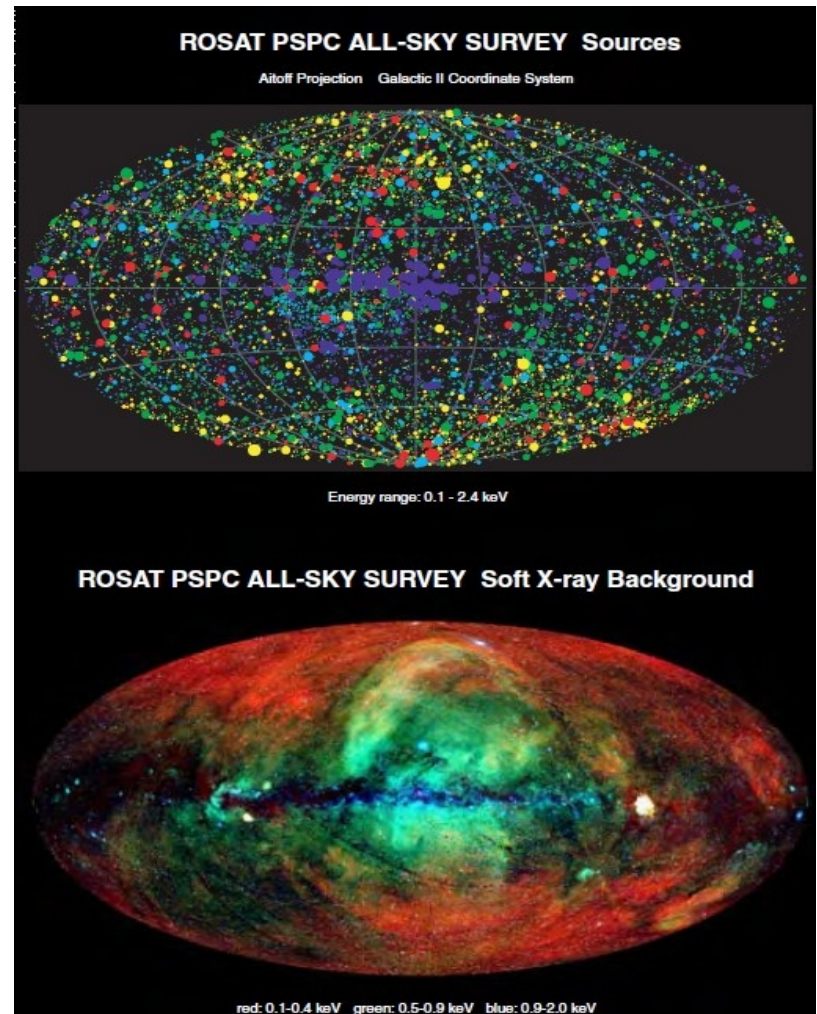 ROSAT PSPC ALL-SKY SURVEY Sources
Aitoff Projection Galactic II Coordinate System
Energy range: 0.1 - 2.4 keV
ROSAT PSPC ALL-SKY SURVEY Soft X-ray Background
red: 0.1-0.4 keV green: 0.5-0.9 keV blue: 0.9-2.0 keV